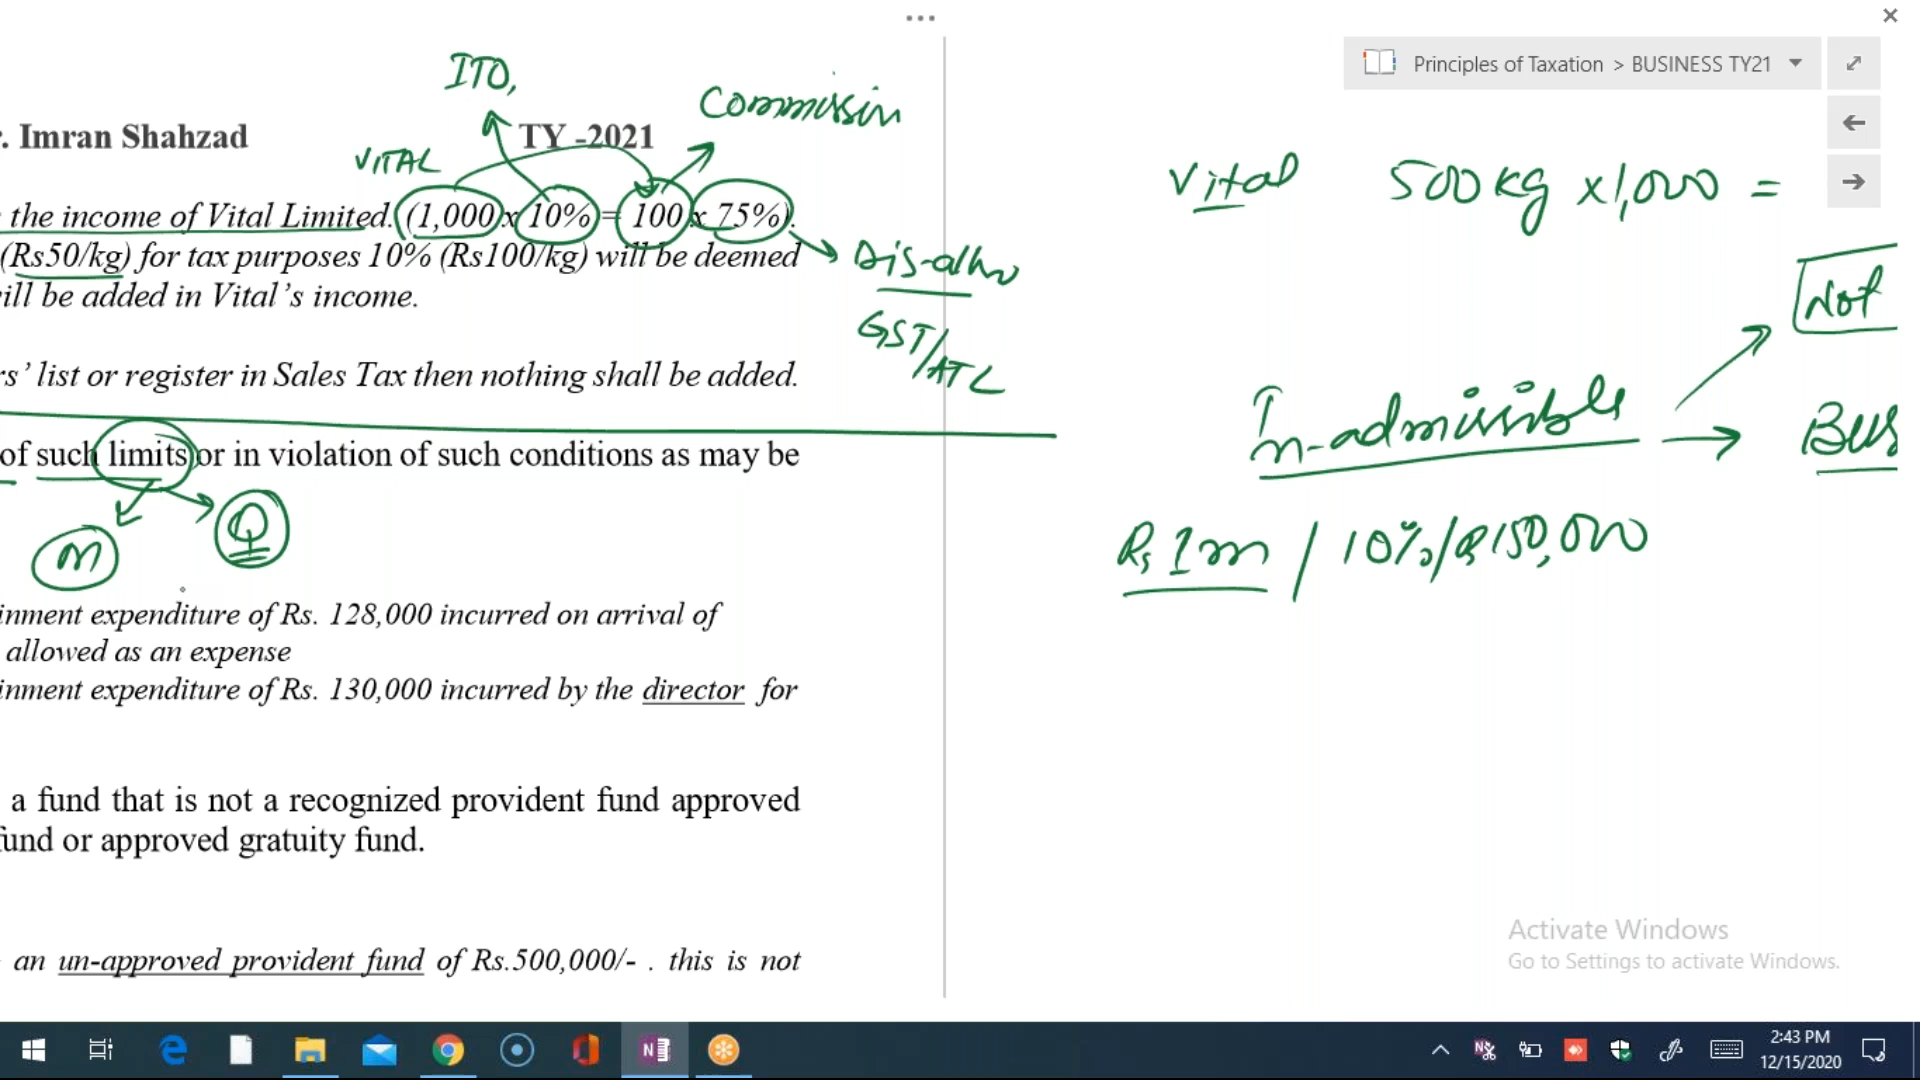 Principles of Taxation > BUSINESS TY21
ITO,
Commissin
. Imran Shahzad TY -2021
VITAL
the income of Vital Limited. (1,000 x 10% = 100 x 75%).
(Rs50/kg) for tax purposes 10% (Rs100/kg) will be deemed
ill be added in Vital's income.
rs' list or register in Sales Tax then nothing shall be added.
of such limits or in violation of such conditions as may be
M
Q
inment expenditure of Rs. 128,000 incurred on arrival of
allowed as an expense
inment expenditure of Rs. 130,000 incurred by the director for
a fund that is not a recognized provident fund approved
fund or approved gratuity fund.
an un-approved provident fund of Rs.500,000/- . this is not
Dis-allow
GST/ATL
Vital 500 kg x1,000 =
Not
In-admissible
Bus
Rs 1m / 10%/Rs150,000
Activate Windows
Go to Settings to activate Windows.
2:43 PM
12/15/2020